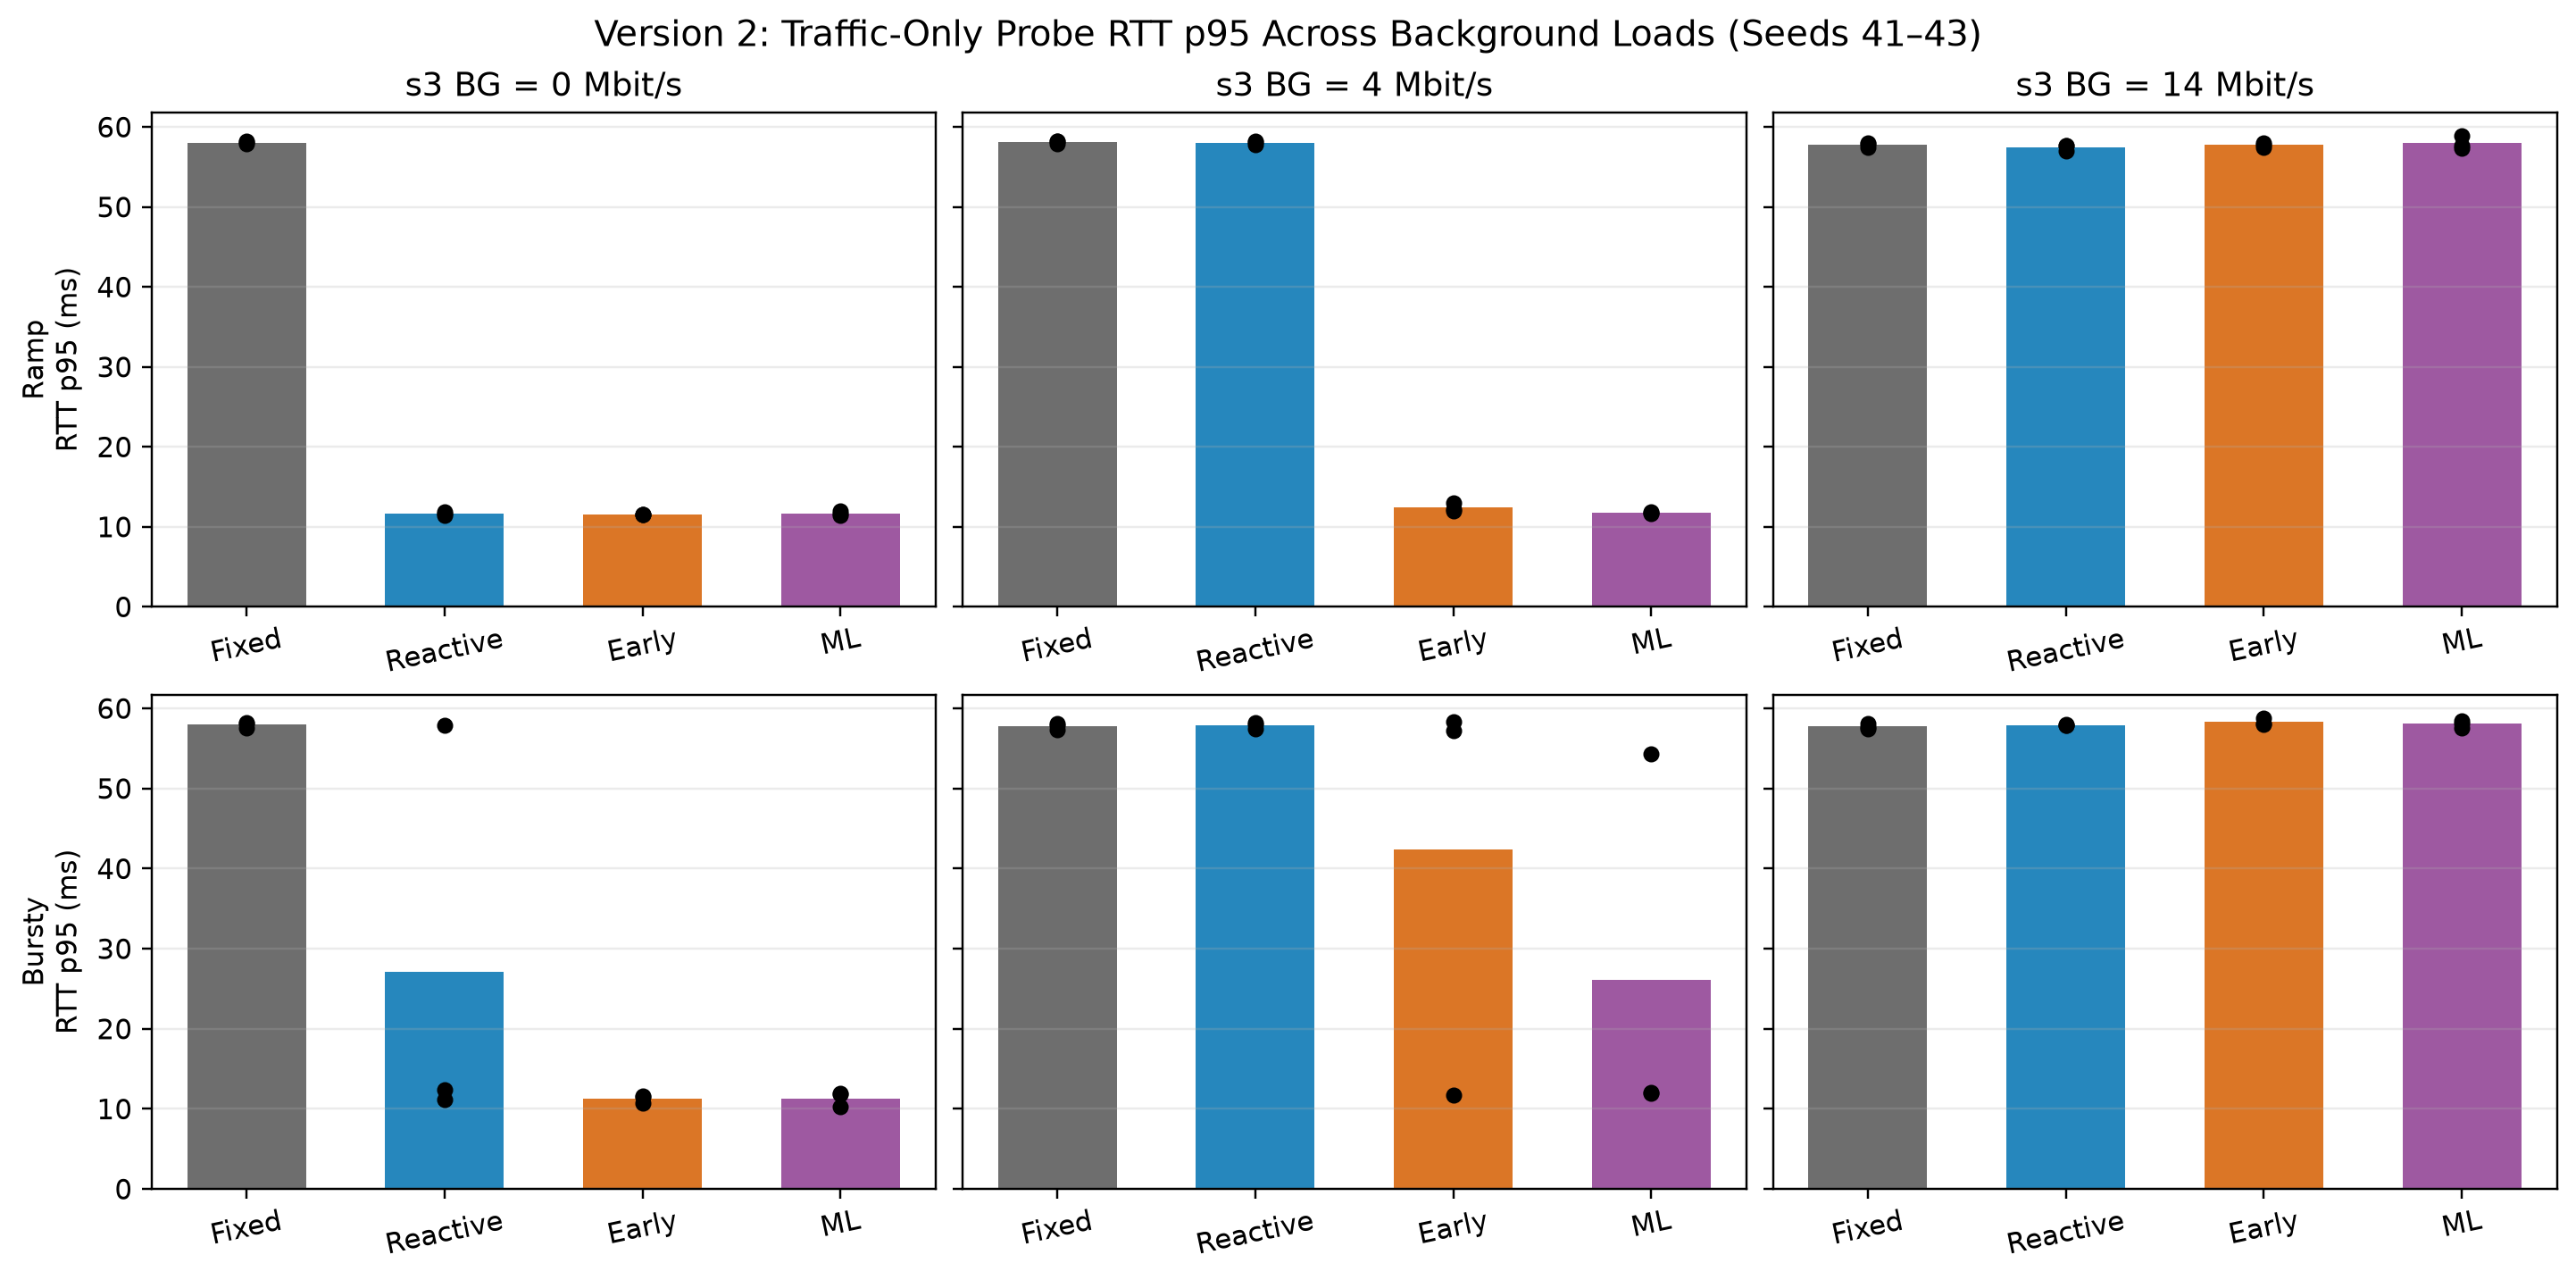 Version 2: Traffic-Only Probe RTT p95 Across Background Loads (Seeds 41–43)
s3 BG = 0 Mbit/s
s3 BG = 4 Mbit/s
s3 BG = 14 Mbit/s
Ramp
RTT p95 (ms)
60
50
40
30
20
10
0
Fixed
Reactive
Early
ML
Fixed
Reactive
Early
ML
Fixed
Reactive
Early
ML
Bursty
RTT p95 (ms)
60
50
40
30
20
10
0
Fixed
Reactive
Early
ML
Fixed
Reactive
Early
ML
Fixed
Reactive
Early
ML